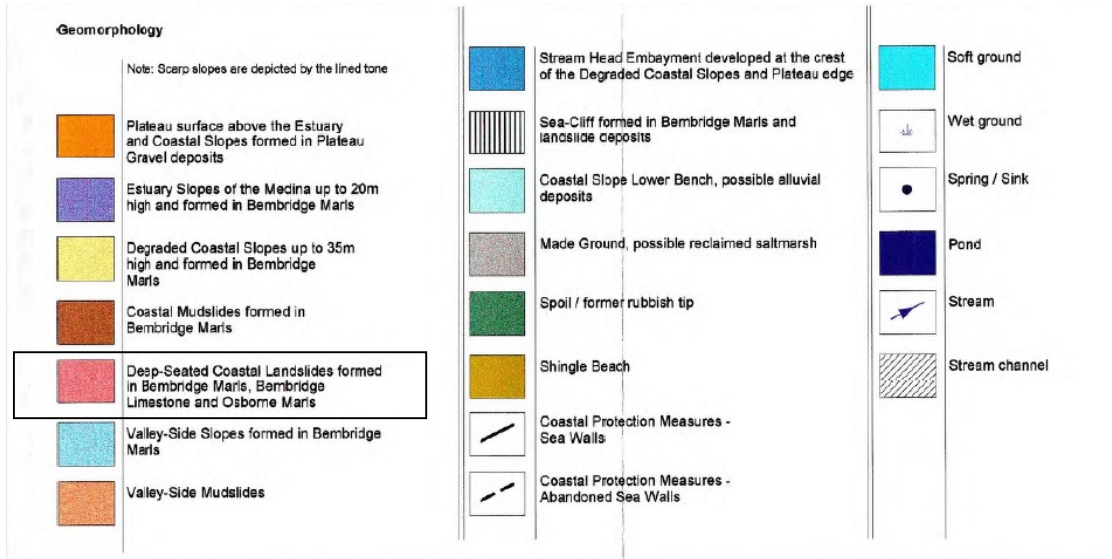 Geomorphology
Note: Scarp slopes are depicted by the lined tone
Plateau surface above the Estuary
and Coastal Slopes formed in Plateau
Gravel deposits
Estuary Slopes of the Medina up to 20m
high and formed in Bembridge Marls
Degraded Coastal Slopes up to 35m
high and formed in Bembridge
Marls
Coastal Mudslides formed in
Bembridge Marls
Deep-Seated Coastal Landslides formed
in Bembridge Marls, Bembridge
Limestone and Osborne Marls
Valley-Side Slopes formed in Bembridge
Marls
Valley-Side Mudslides
Stream Head Embayment developed at the crest
of the Degraded Coastal Slopes and Plateau edge
Sea-Cliff formed in Bembridge Marls and
landslide deposits
Coastal Slope Lower Bench, possible alluvial
deposits
Made Ground, possible reclaimed saltmarsh
Spoil / former rubbish tip
Shingle Beach
Coastal Protection Measures -
Sea Walls
Coastal Protection Measures -
Abandoned Sea Walls
Soft ground
Wet ground
Spring / Sink
Pond
Stream
Stream channel